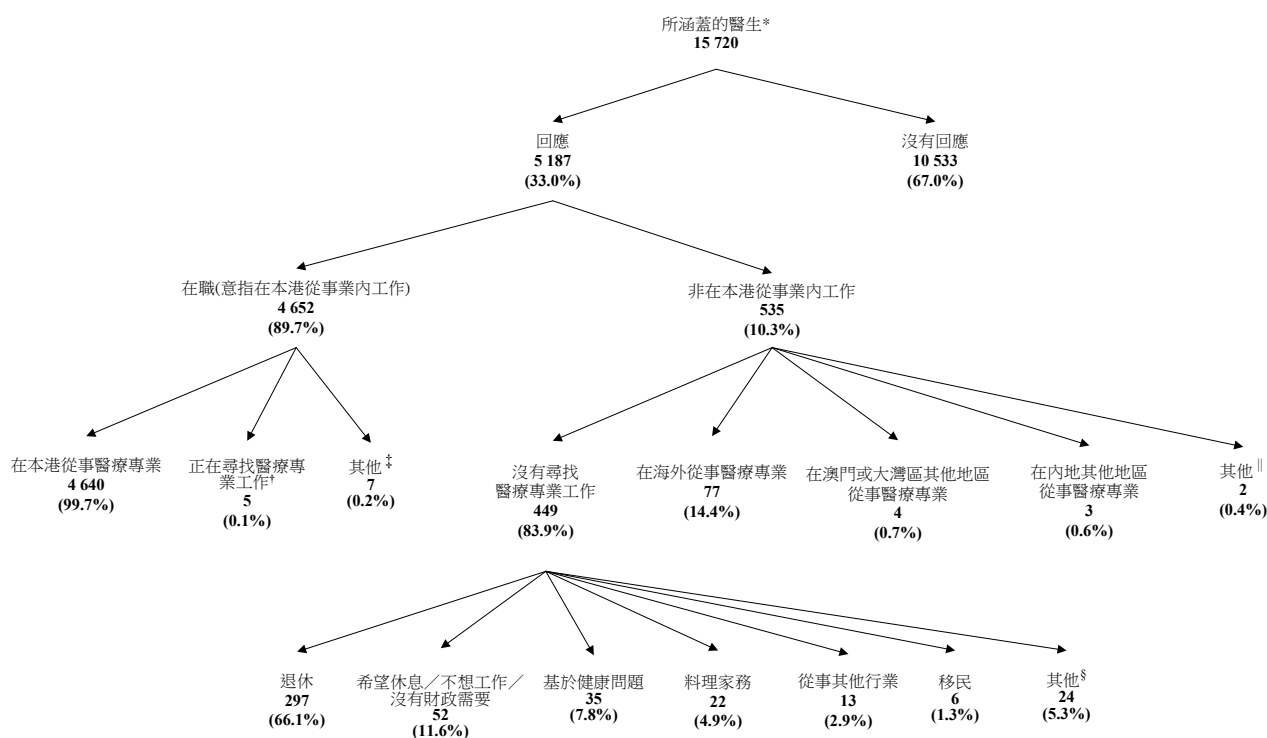 所涵蓋的醫生*
15 720
回應
5 187
(33.0%)
沒有回應
10 533
(67.0%)
在職(意指在本港從事業內工作)
4 652
(89.7%)
非在本港從事業內工作
535
(10.3%)
在本港從事醫療專業
4 640
(99.7%)
正在尋找醫療專
業工作†
5
(0.1%)
其他‡
7
(0.2%)
沒有尋找
醫療專業工作
449
(83.9%)
在海外從事醫療專業
77
(14.4%)
在澳門或大灣區其他地區
從事醫療專業
4
(0.7%)
在內地其他地區
從事醫療專業
3
(0.6%)
其他||
2
(0.4%)
退休
297
(66.1%)
希望休息／不想工作／
沒有財政需要
52
(11.6%)
基於健康問題
35
(7.8%)
料理家務
22
(4.9%)
從事其他行業
13
(2.9%)
移民
6
(1.3%)
其他§
24
(5.3%)